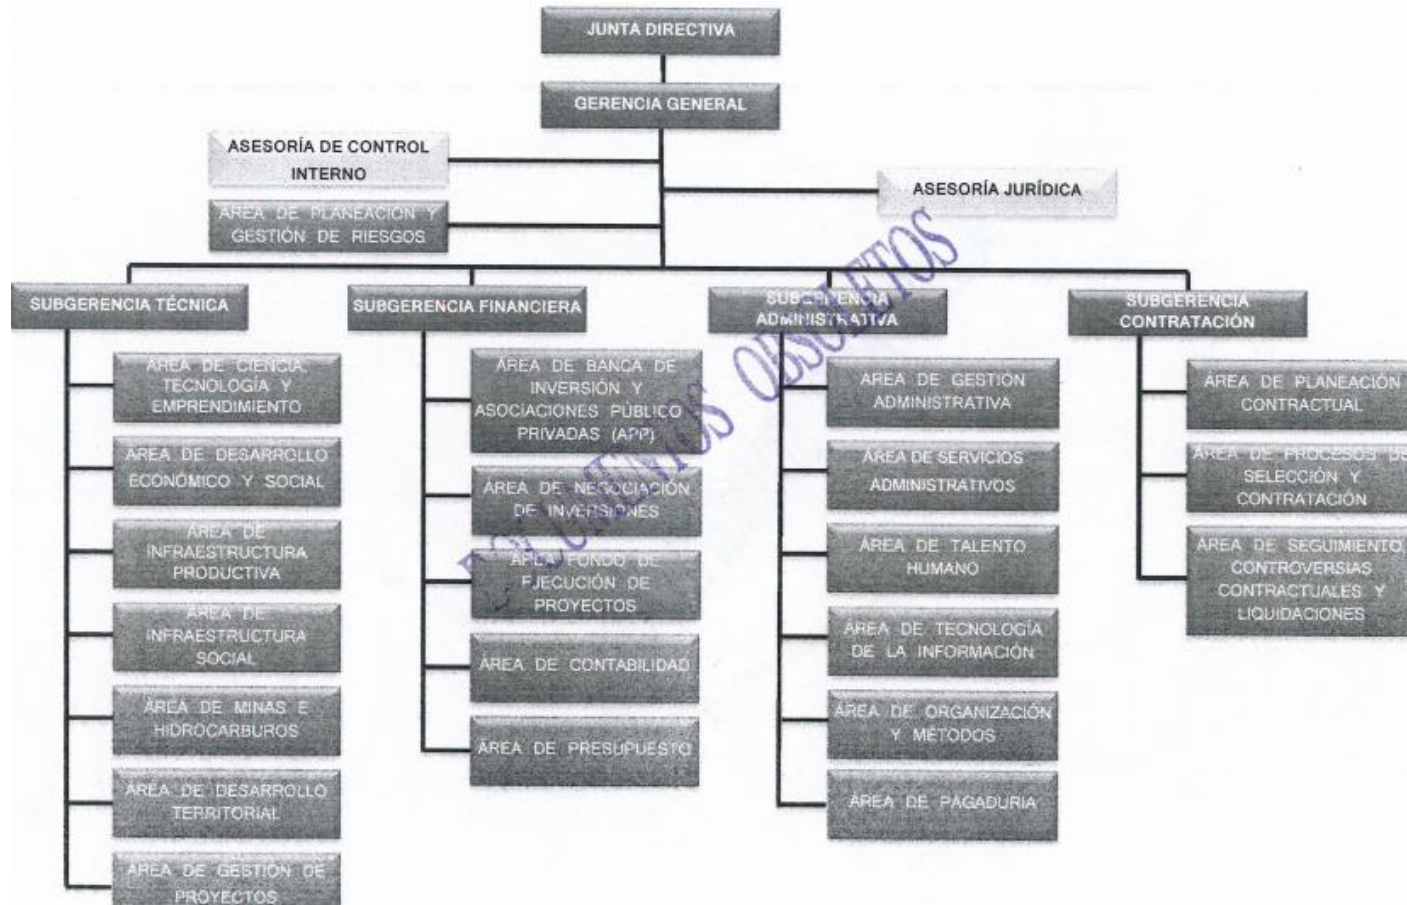 JUNTA DIRECTIVA
GERENCIA GENERAL
ASESORÍA DE CONTROL
INTERNO
ASESORÍA JURÍDICA
ÁREA DE PLANEACIÓN Y
GESTIÓN DE RIESGOS
SUBGERENCIA TÉCNICA
ÁREA DE CIENCIA,
TECNOLOGÍA Y
EMPRENDIMIENTO
ÁREA DE DESARROLLO
ECONÓMICO Y SOCIAL
ÁREA DE
INFRAESTRUCTURA
PRODUCTIVA
ÁREA DE
INFRAESTRUCTURA
SOCIAL
ÁREA DE MINAS E
HIDROCARBUROS
ÁREA DE DESARROLLO
TERRITORIAL
ÁREA DE GESTIÓN DE
PROYECTOS
SUBGERENCIA FINANCIERA
ÁREA DE BANCA DE
INVERSIÓN Y
ASOCIACIONES PÚBLICO
PRIVADAS (APP)
ÁREA DE NEGOCIACIÓN
DE INVERSIONES
ÁREA FONDO DE
EJECUCIÓN DE
PROYECTOS
ÁREA DE CONTABILIDAD
ÁREA DE PRESUPUESTO
SUBGERENCIA
ADMINISTRATIVA
ÁREA DE GESTIÓN
ADMINISTRATIVA
ÁREA DE SERVICIOS
ADMINISTRATIVOS
ÁREA DE TALENTO
HUMANO
ÁREA DE TECNOLOGÍA
DE LA INFORMACIÓN
ÁREA DE ORGANIZACIÓN
Y MÉTODOS
ÁREA DE PAGADURIA
SUBGERENCIA
CONTRATACIÓN
ÁREA DE PLANEACIÓN
CONTRACTUAL
ÁREA DE PROCESOS DE
SELECCIÓN Y
CONTRATACIÓN
ÁREA DE SEGUIMIENTO,
CONTROVERSIAS
CONTRACTUALES Y
LIQUIDACIONES
DOCUMENTOS OBSOLETOS